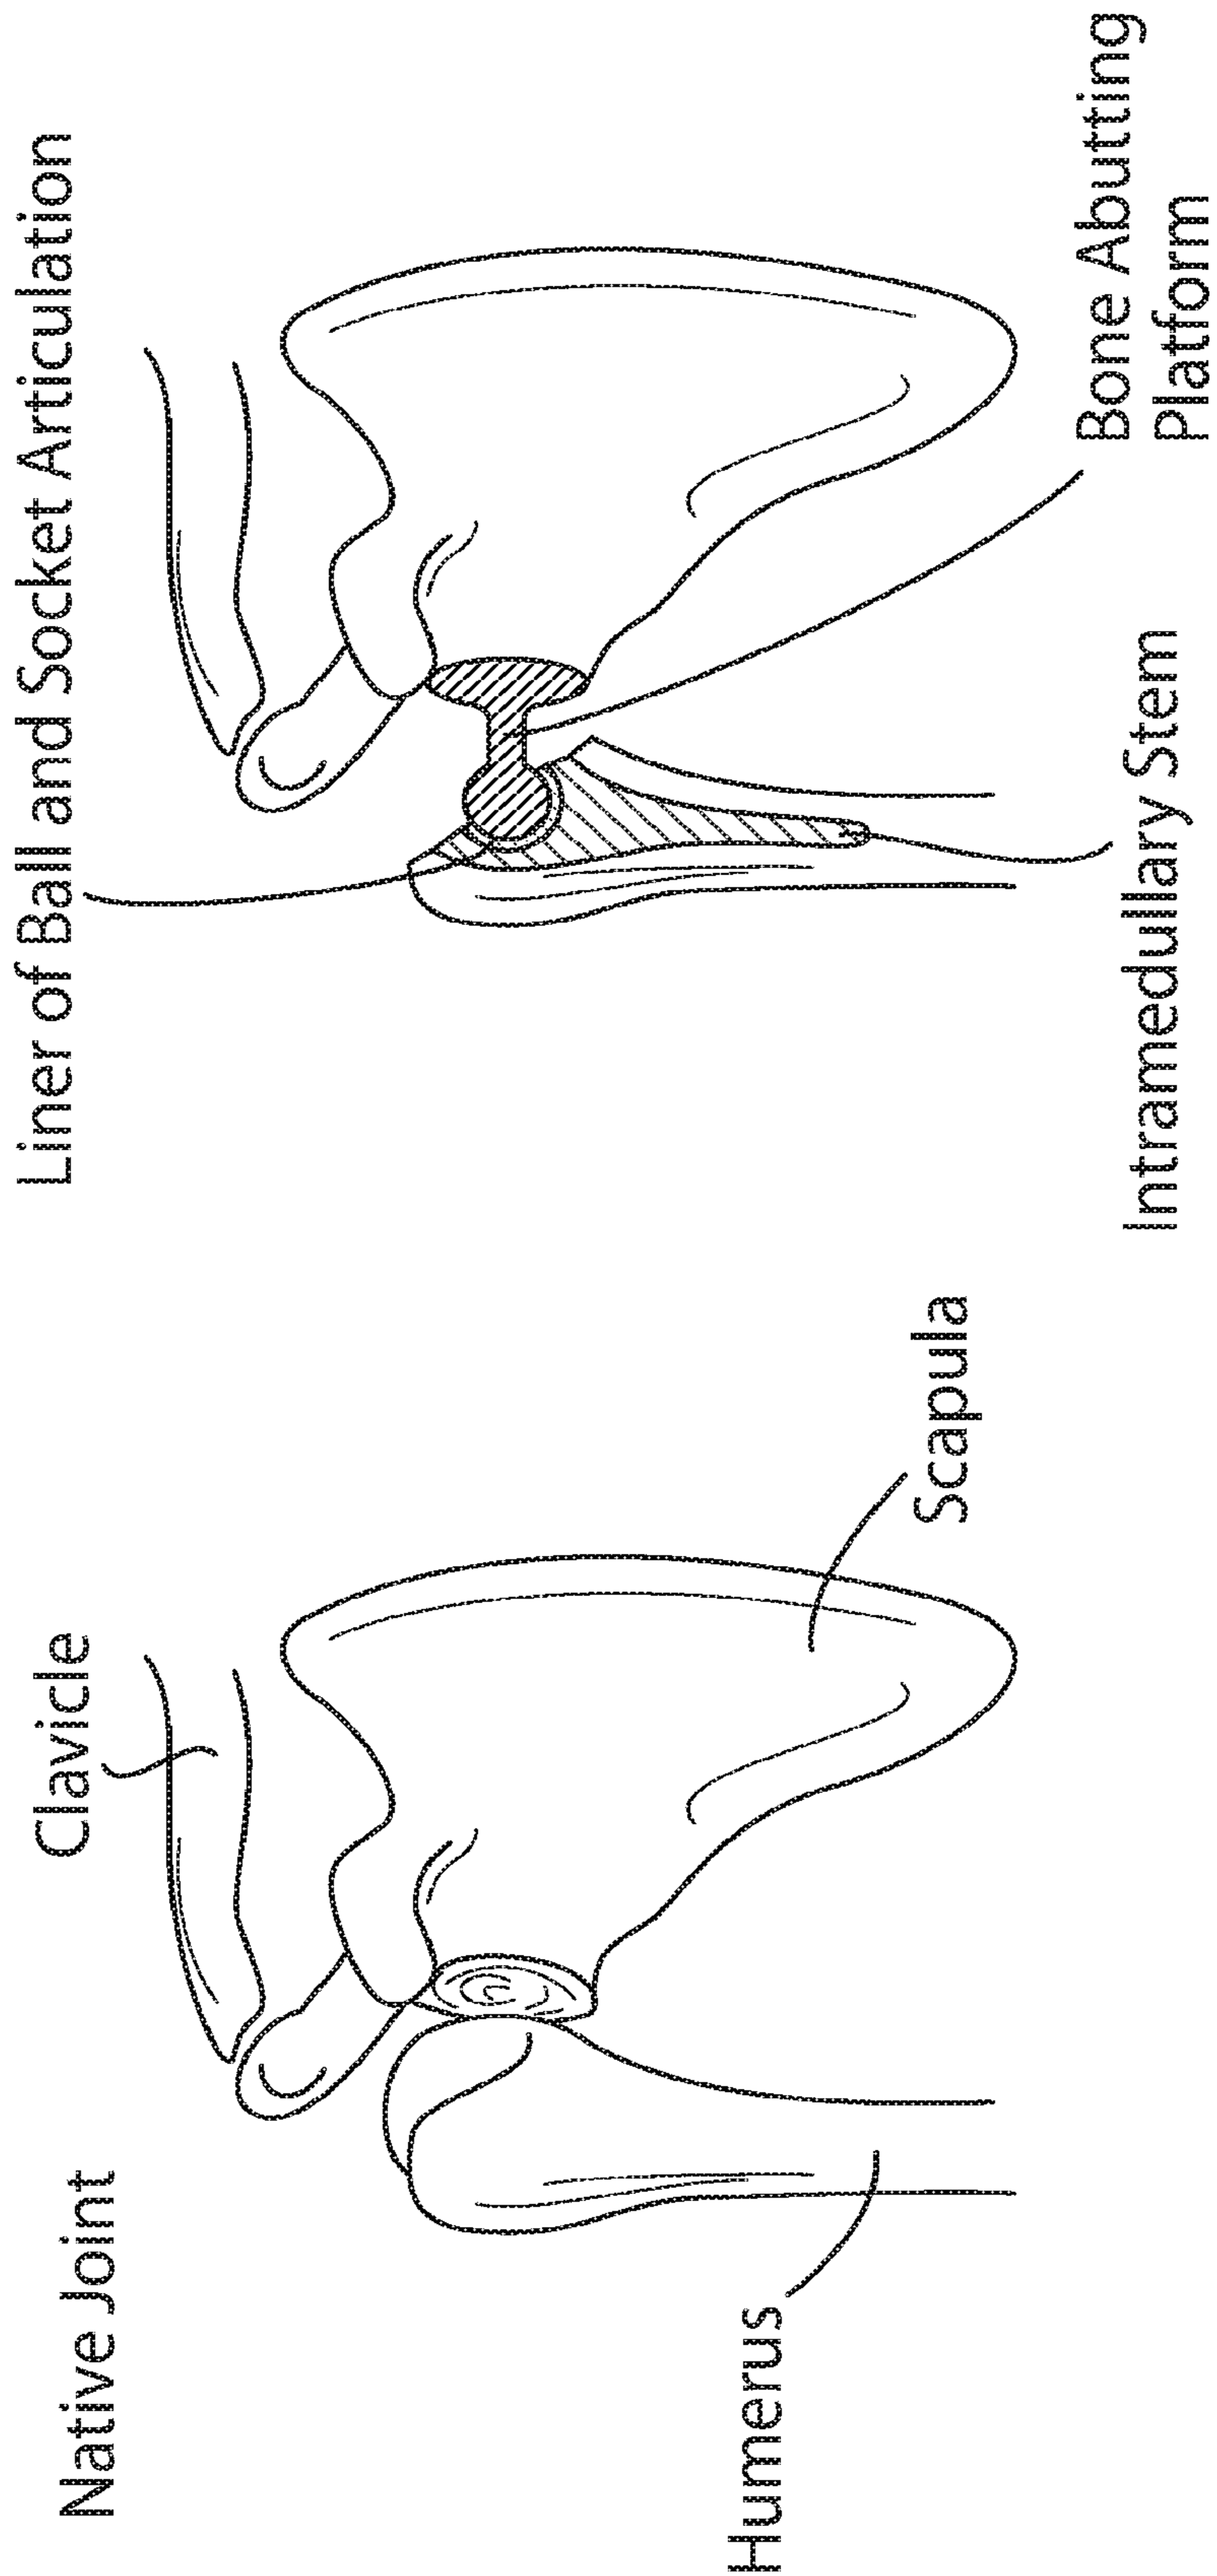 Native Joint
Clavicle
Humerus
Scapula
Liner of Ball and Socket Articulation
Intramedullary Stem
Bone Abutting
Platform